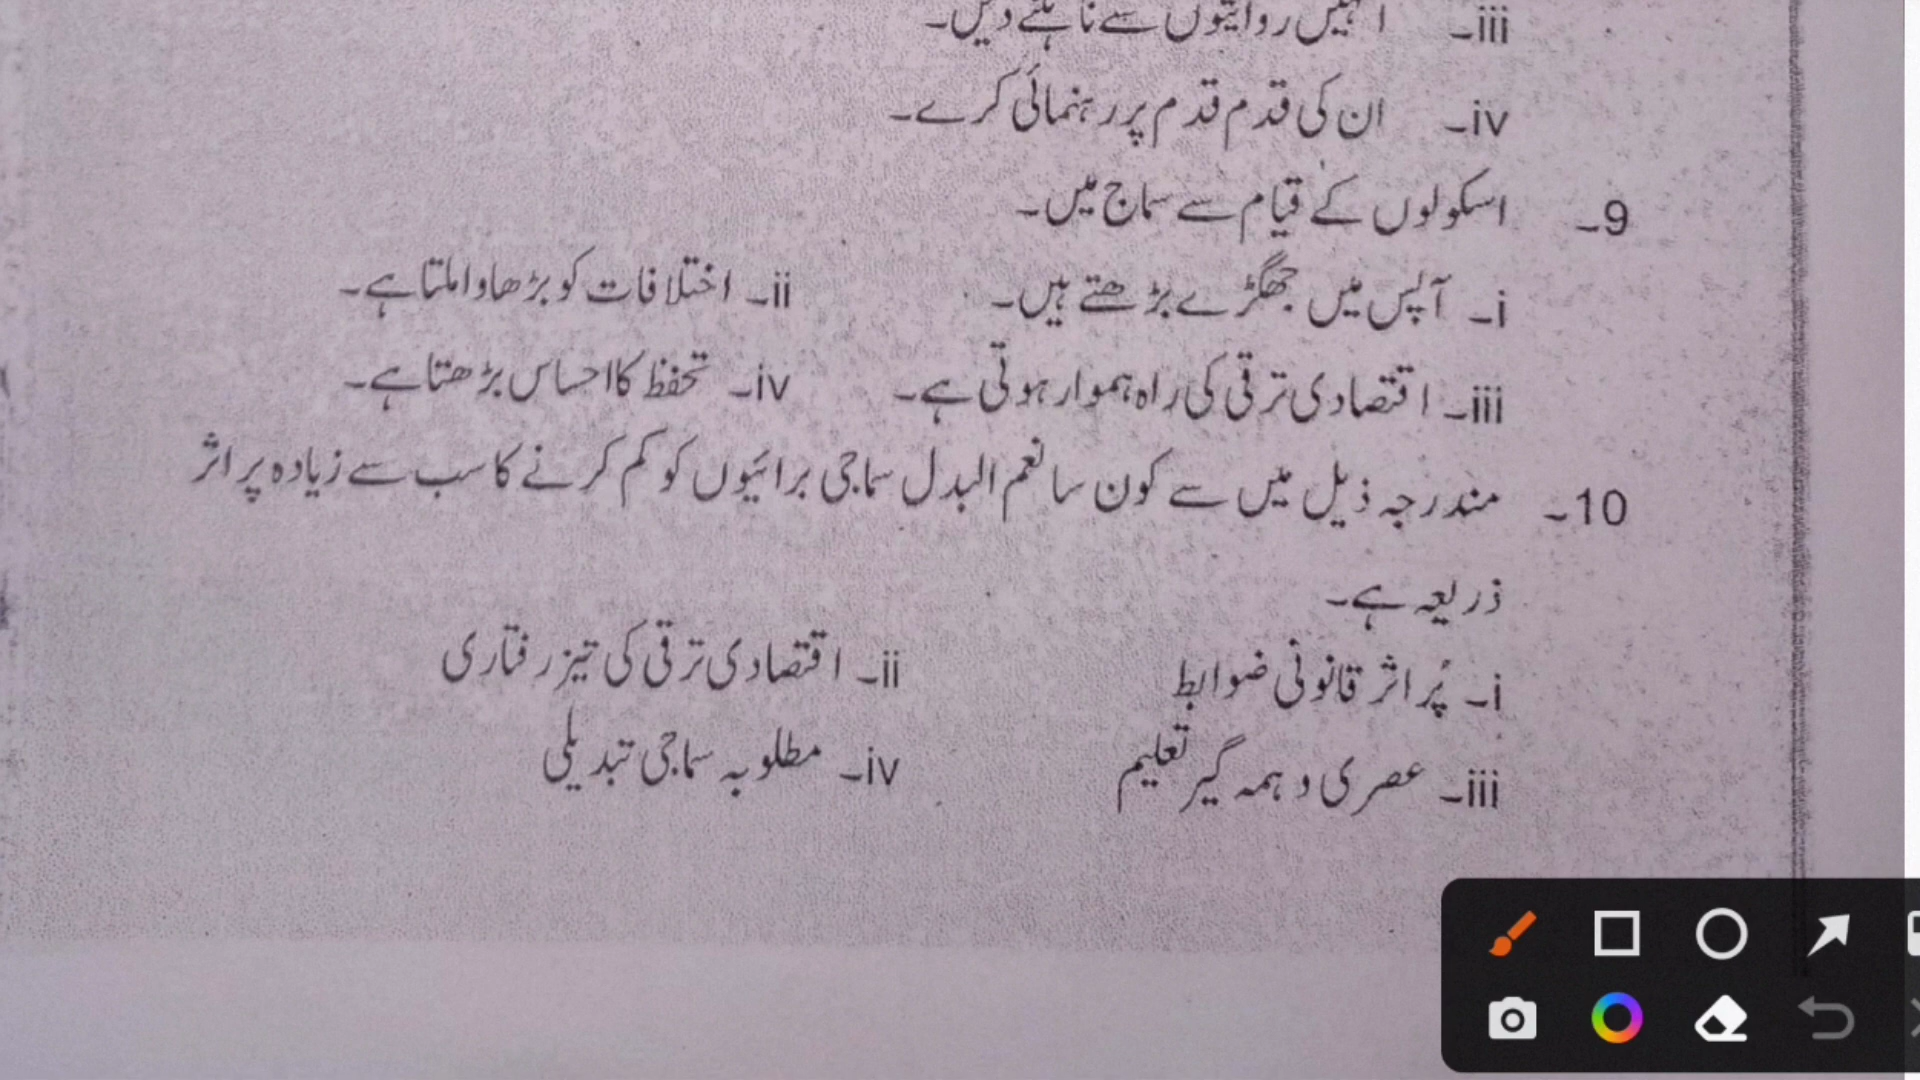 iii۔ انہیں روایتوں سے نا ہٹنے دیں۔
iv۔ ان کی قدم قدم پر رہنمائی کرے۔
9۔ اسکولوں کے قیام سے سماج میں۔
i۔ آپس میں جھگڑے بڑھتے ہیں۔ ii۔ اختلافات کو بڑھاوا ملتا ہے۔
iii۔ اقتصادی ترقی کی راہ ہموار ہوتی ہے۔ iv۔ تحفظ کا احساس بڑھتا ہے۔
10۔ مندرجہ ذیل میں سے کون سا نعم البدل سماجی برائیوں کو کم کرنے کا سب سے زیادہ پر اثر
ذریعہ ہے۔
i۔ پُر اثر قانونی ضوابط ii۔ اقتصادی ترقی کی تیز رفتاری
iii۔ عصری و ہمہ گیر تعلیم iv۔ مطلوبہ سماجی تبدیلی